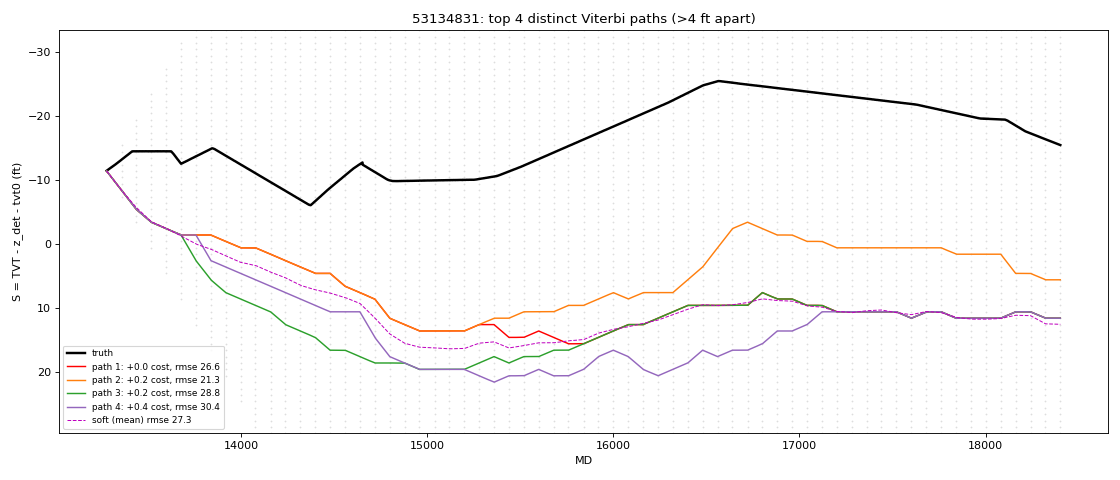 53134831: top 4 distinct Viterbi paths (>4 ft apart)
S = TVT - z_det - tvt0 (ft)
−30
−20
−10
0
10
20
truth
path 1: +0.0 cost, rmse 26.6
path 2: +0.2 cost, rmse 21.3
path 3: +0.2 cost, rmse 28.8
path 4: +0.4 cost, rmse 30.4
soft (mean) rmse 27.3
14000 15000 16000 17000 18000
MD